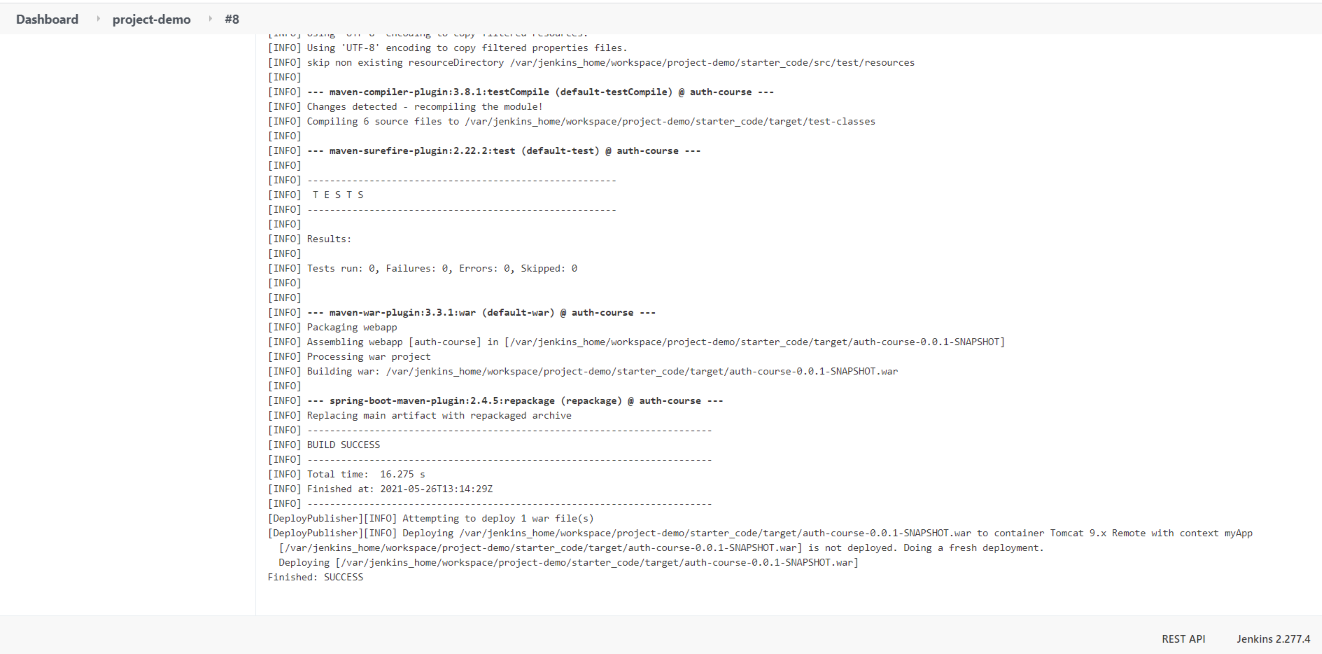 Dashboard
project-demo
#8
[INFO] Using 'UTF-8' encoding to copy filtered resources.
[INFO] Using 'UTF-8' encoding to copy filtered properties files.
[INFO] skip non existing resourceDirectory /var/jenkins_home/workspace/project-demo/starter_code/src/test/resources
[INFO]
[INFO] --- maven-compiler-plugin:3.8.1:testCompile (default-testCompile) @ auth-course ---
[INFO] Changes detected - recompiling the module!
[INFO] Compiling 6 source files to /var/jenkins_home/workspace/project-demo/starter_code/target/test-classes
[INFO]
[INFO] --- maven-surefire-plugin:2.22.2:test (default-test) @ auth-course ---
[INFO]
[INFO] -------------------------------------------------------
[INFO]  T E S T S
[INFO] -------------------------------------------------------
[INFO]
[INFO] Results:
[INFO]
[INFO] Tests run: 0, Failures: 0, Errors: 0, Skipped: 0
[INFO]
[INFO]
[INFO] --- maven-war-plugin:3.3.1:war (default-war) @ auth-course ---
[INFO] Packaging webapp
[INFO] Assembling webapp [auth-course] in [/var/jenkins_home/workspace/project-demo/starter_code/target/auth-course-0.0.1-SNAPSHOT]
[INFO] Processing war project
[INFO] Building war: /var/jenkins_home/workspace/project-demo/starter_code/target/auth-course-0.0.1-SNAPSHOT.war
[INFO]
[INFO] --- spring-boot-maven-plugin:2.4.5:repackage (repackage) @ auth-course ---
[INFO] Replacing main artifact with repackaged archive
[INFO] ------------------------------------------------------------------------
[INFO] BUILD SUCCESS
[INFO] ------------------------------------------------------------------------
[INFO] Total time:  16.275 s
[INFO] Finished at: 2021-05-26T13:14:29Z
[INFO] ------------------------------------------------------------------------
[DeployPublisher][INFO] Attempting to deploy 1 war file(s)
[DeployPublisher][INFO] Deploying /var/jenkins_home/workspace/project-demo/starter_code/target/auth-course-0.0.1-SNAPSHOT.war to container Tomcat 9.x Remote with context myApp
[/var/jenkins_home/workspace/project-demo/starter_code/target/auth-course-0.0.1-SNAPSHOT.war] is not deployed. Doing a fresh deployment.
Deploying [/var/jenkins_home/workspace/project-demo/starter_code/target/auth-course-0.0.1-SNAPSHOT.war]
Finished: SUCCESS
REST API
Jenkins 2.277.4